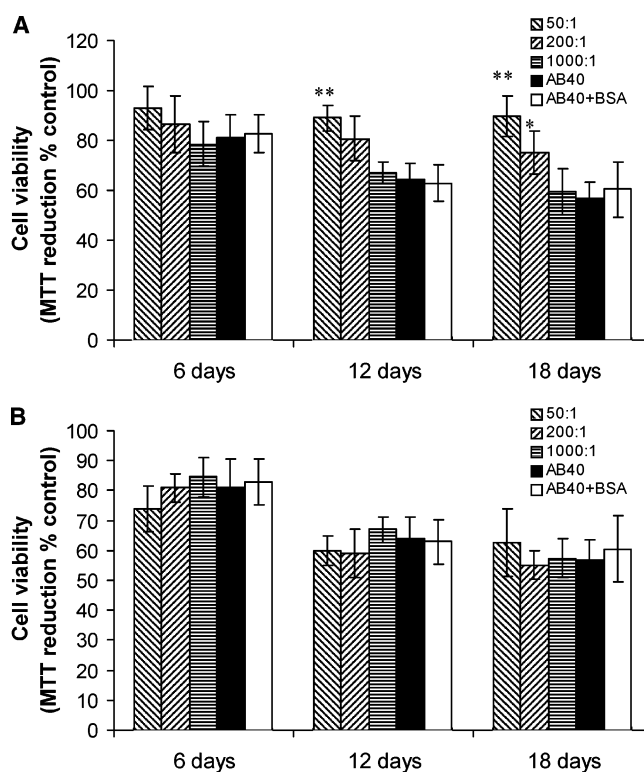 A
120
100
80
60
40
20
0
Cell viability
(MTT reduction % control)
50:1
200:1
1000:1
AB40
AB40+BSA
**
**
*
6 days
12 days
18 days
B
100
90
80
70
60
50
40
30
20
10
0
Cell viability
(MTT reduction % control)
50:1
200:1
1000:1
AB40
AB40+BSA
6 days
12 days
18 days